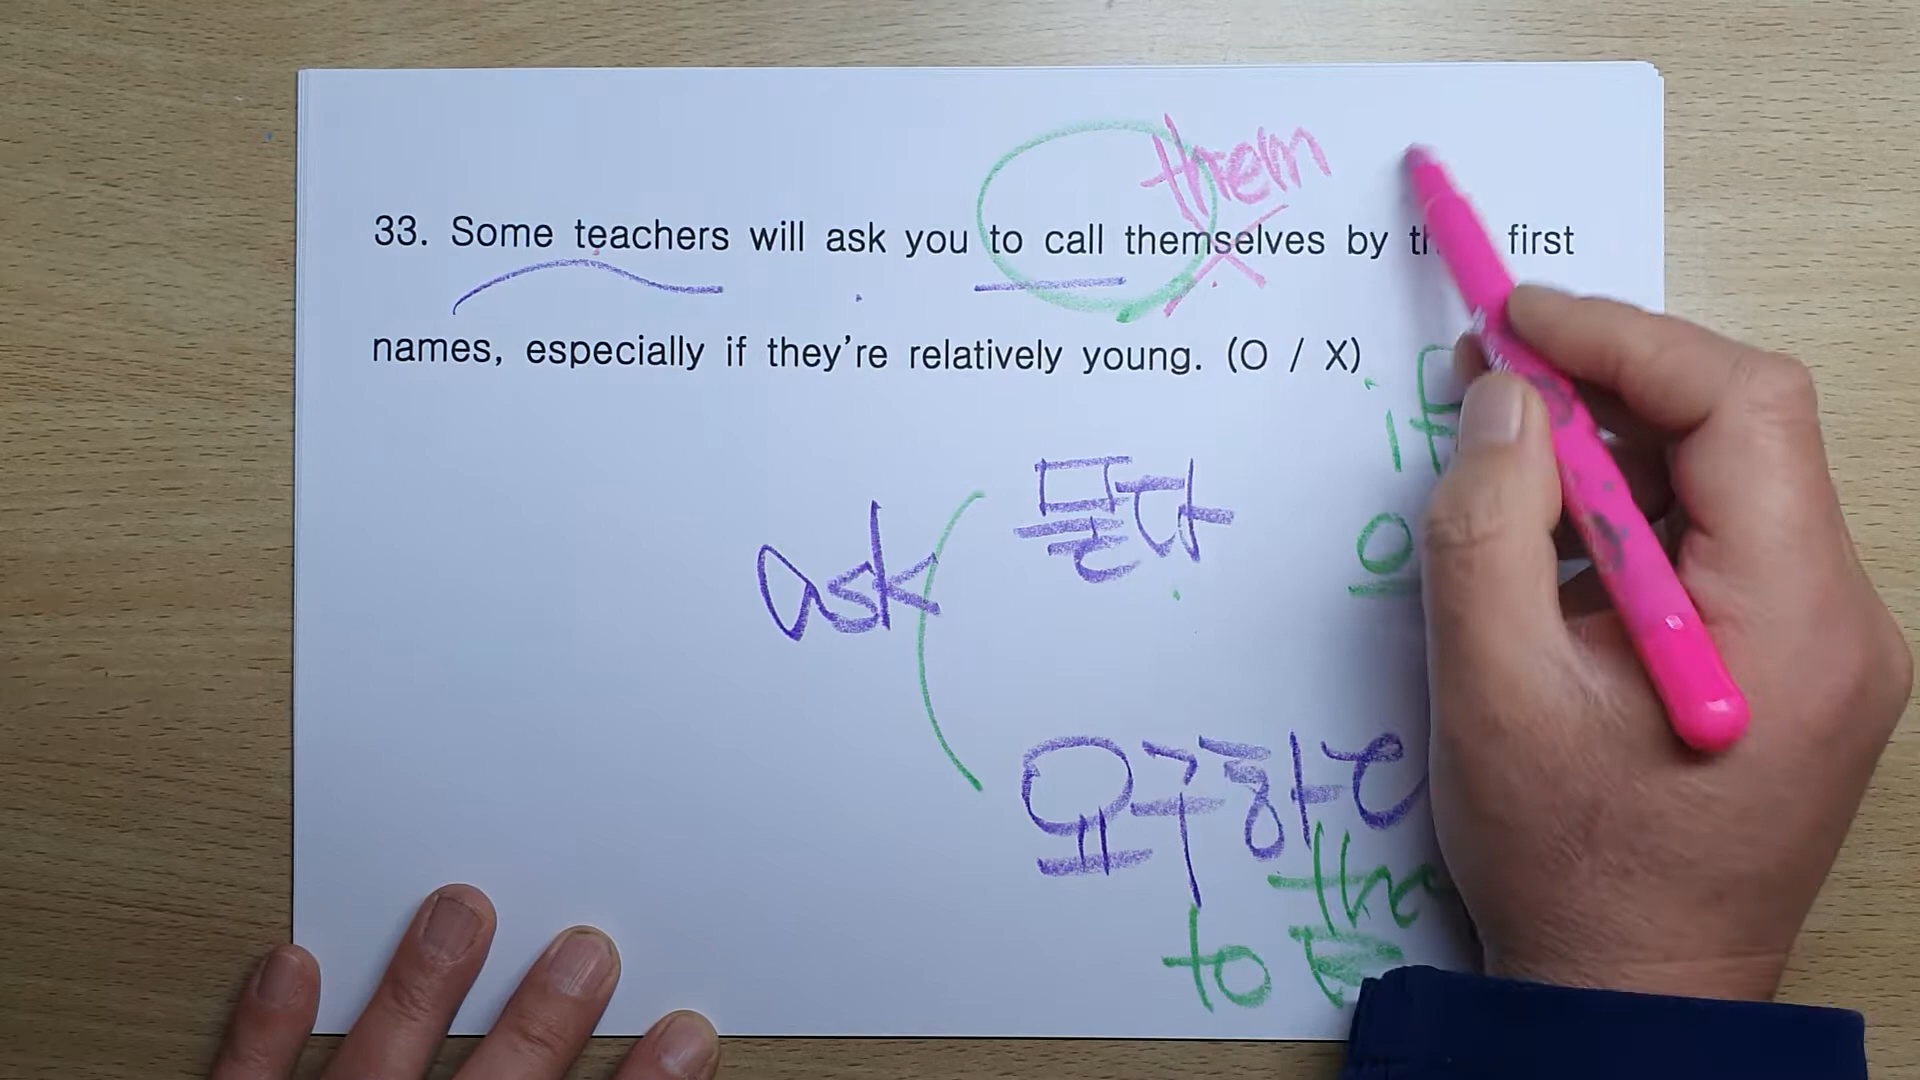 them
33. Some teachers will ask you to call themselves by first
names, especially if they're relatively young. (O / X)
if
묻다
ask
요구하다
to